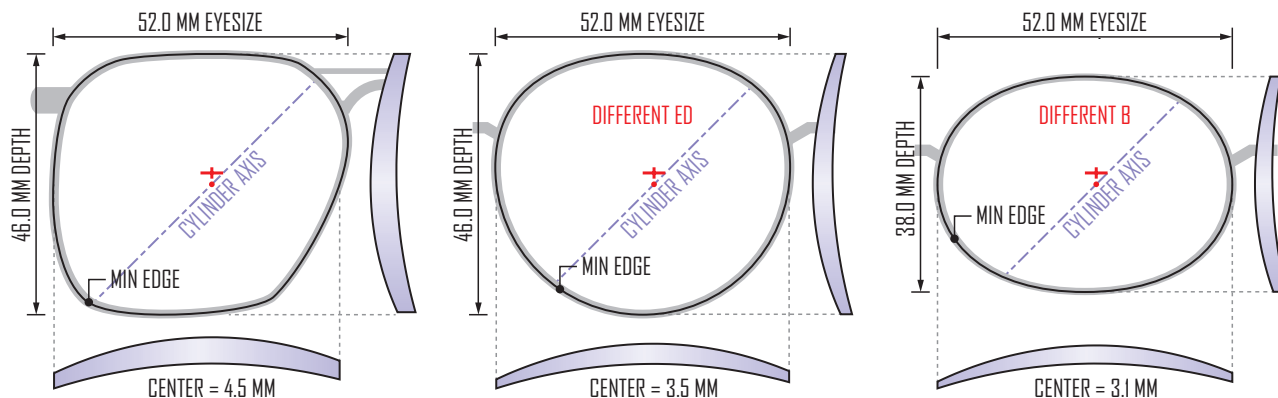 52.0 MM EYESIZE
46.0 MM DEPTH
CYLINDER AXIS
MIN EDGE
CENTER = 4.5 MM
52.0 MM EYESIZE
46.0 MM DEPTH
DIFFERENT ED
CYLINDER AXIS
MIN EDGE
CENTER = 3.5 MM
52.0 MM EYESIZE
38.0 MM DEPTH
DIFFERENT B
CYLINDER AXIS
MIN EDGE
CENTER = 3.1 MM